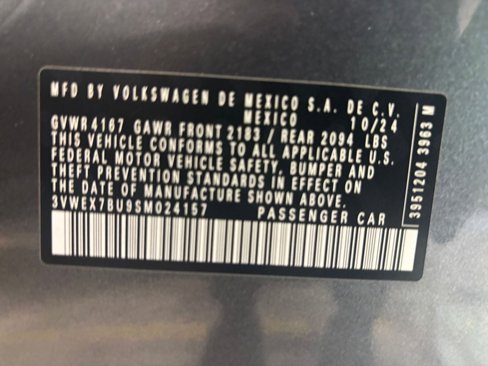 MFD BY VOLKSWAGEN DE MEXICO S.A. DE C.V.
MEXICO 10/24
GVWR 4167 GAWR FRONT 2183 / REAR 2094 LBS
THIS VEHICLE CONFORMS TO ALL APPLICABLE U.S.
FEDERAL MOTOR VEHICLE SAFETY, BUMPER AND
THEFT PREVENTION STANDARDS IN EFFECT ON
THE DATE OF MANUFACTURE SHOWN ABOVE.
3VWEX7BU9SM024157 PASSENGER CAR
3951204 3963 M